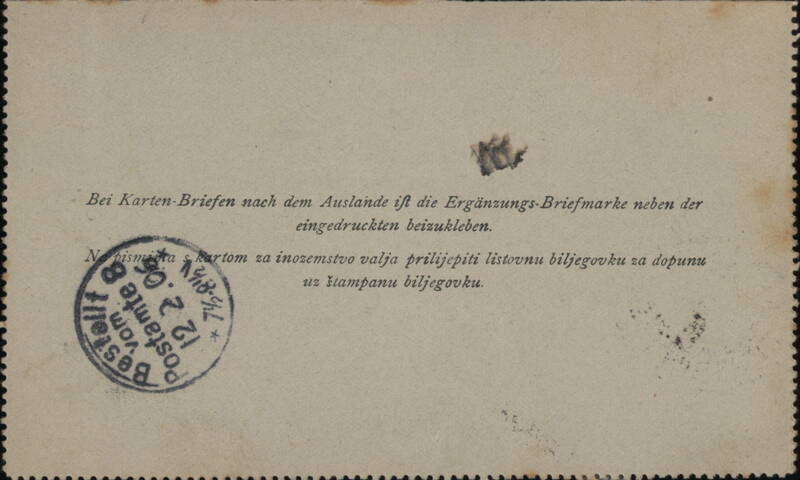 Bei Karten-Briefen nach dem Auslande iſt die Ergänzungs-Briefmarke neben der
eingedruckten beizukleben.
Na pismima s kartom za inozemstvo valja prilijepiti listovnu biljegovku za dopunu
uz štampanu biljegovku.
Bestellt
vom
Postamte 8
12 2.06